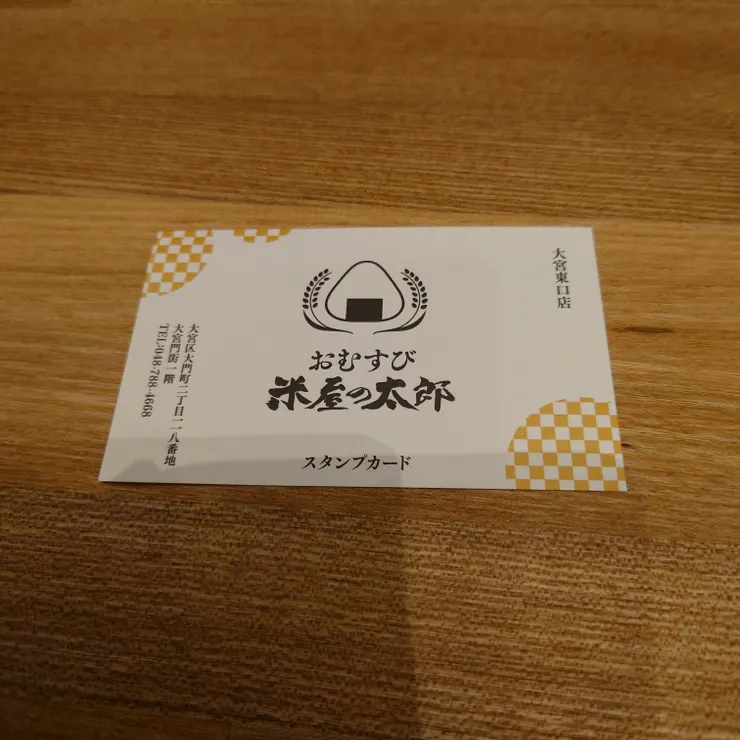 大宮東口店
おむすび
米屋の太郎
スタンプカード
大宮区大門町二丁目一一八番地
大宮門街一階
TEL:048-788-4668